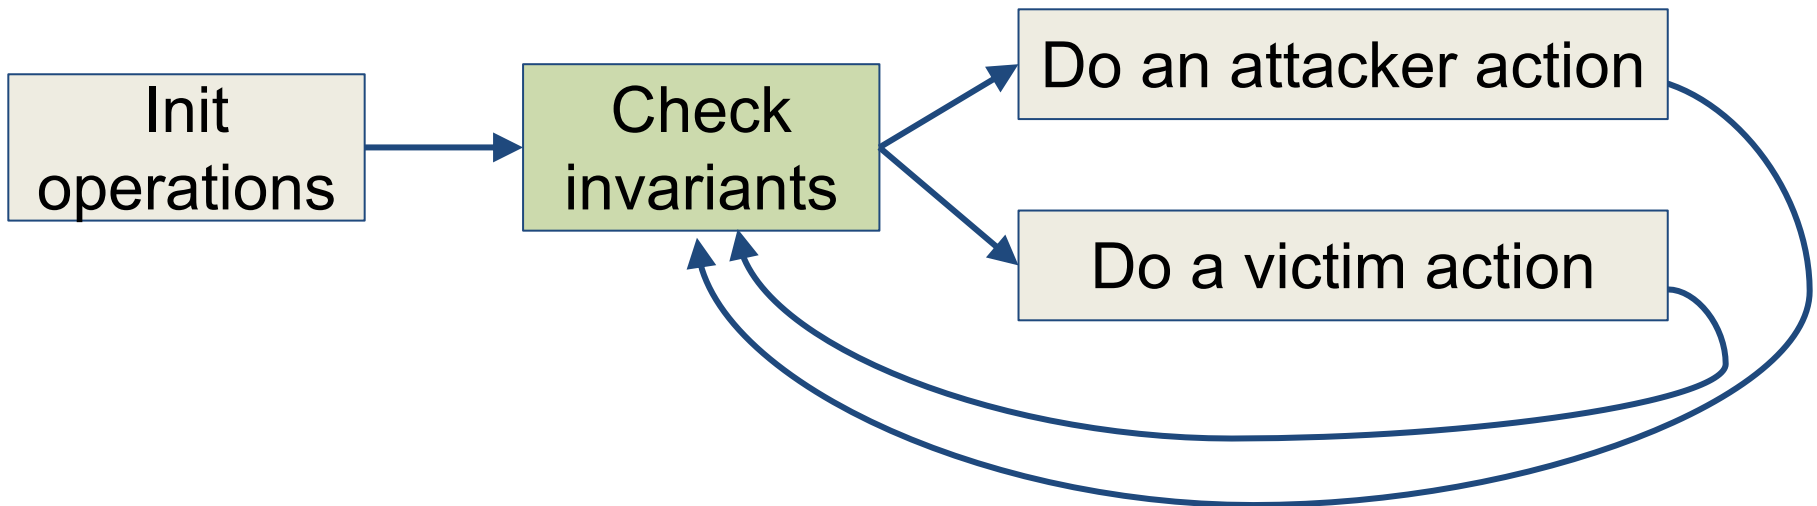 Init
operations
Check
invariants
Do an attacker action
Do a victim action